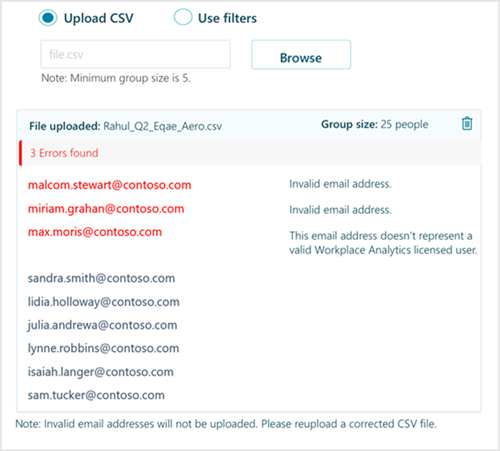 Upload CSV Use filters
file.csv Browse
Note: Minimum group size is 5.
File uploaded: Rahul_Q2_Eqae_Aero.csv Group size: 25 people
3 Errors found
malcom.stewart@contoso.com Invalid email address.
miriam.grahan@contoso.com Invalid email address.
max.moris@contoso.com This email address doesn't represent a
valid Workplace Analytics licensed user.
sandra.smith@contoso.com
lidia.holloway@contoso.com
julia.andrewa@contoso.com
lynne.robbins@contoso.com
isaiah.langer@contoso.com
sam.tucker@contoso.com
Note: Invalid email addresses will not be uploaded. Please reupload a corrected CSV file.